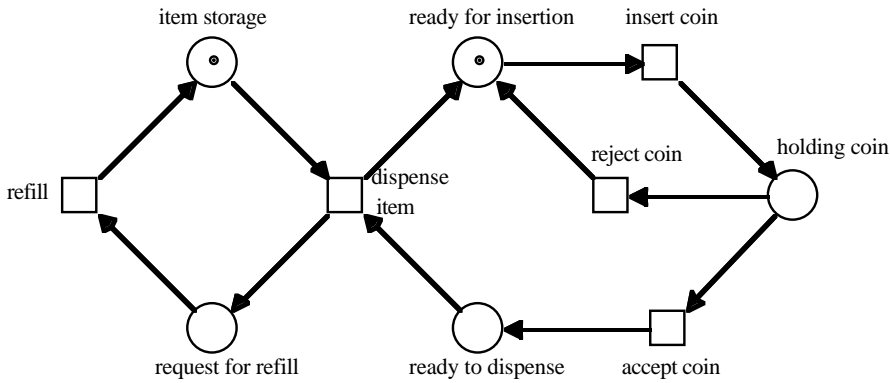 item storage
ready for insertion
insert coin
refill
dispense
item
reject coin
holding coin
request for refill
ready to dispense
accept coin